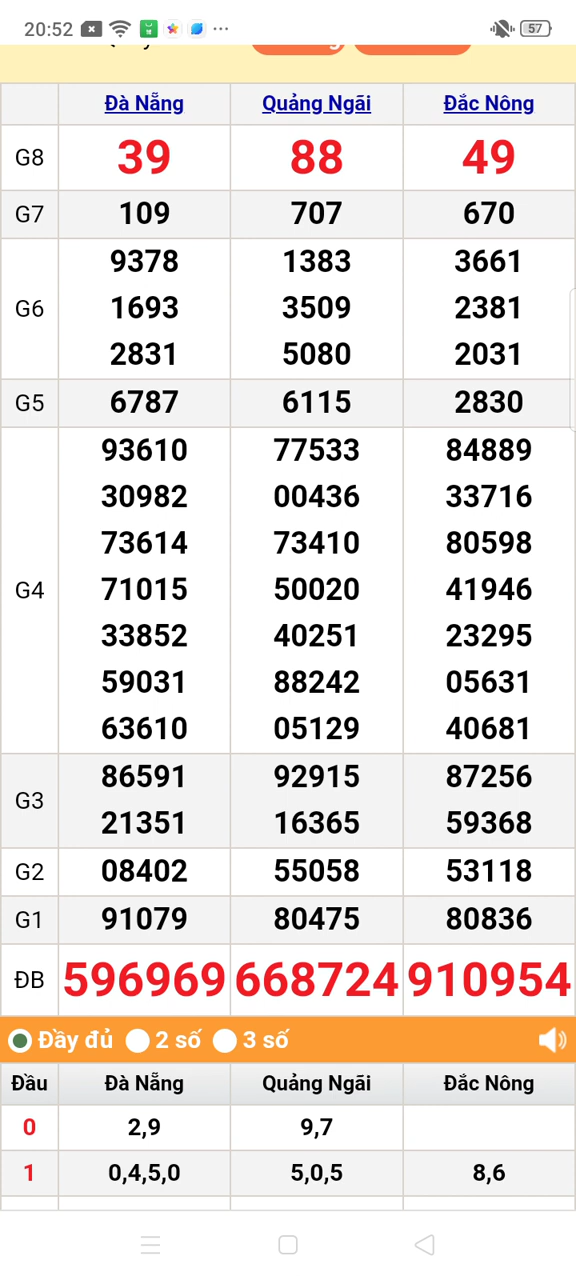 20:52 57
Đà Nẵng Quảng Ngãi Đắc Nông
G8 39 88 49
G7 109 707 670
G6 9378 1383 3661
1693 3509 2381
2831 5080 2031
G5 6787 6115 2830
G4 93610 77533 84889
30982 00436 33716
73614 73410 80598
71015 50020 41946
33852 40251 23295
59031 88242 05631
63610 05129 40681
G3 86591 92915 87256
21351 16365 59368
G2 08402 55058 53118
G1 91079 80475 80836
ĐB 596969 668724 910954
Đầy đủ 2 số 3 số
Đầu Đà Nẵng Quảng Ngãi Đắc Nông
0 2,9 9,7
1 0,4,5,0 5,0,5 8,6